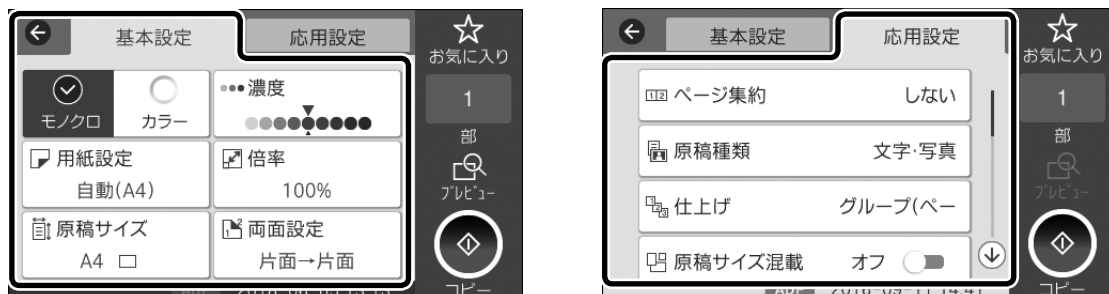 基本設定
応用設定
お気に入り
モノクロ
カラー
濃度
1
部
用紙設定
自動(A4)
倍率
100%
プレビュー
原稿サイズ
A4
両面設定
片面→片面
コピー
基本設定
応用設定
お気に入り
ページ集約
しない
1
部
原稿種類
文字・写真
プレビュー
仕上げ
グループ(ペー
原稿サイズ混載
オフ
コピー